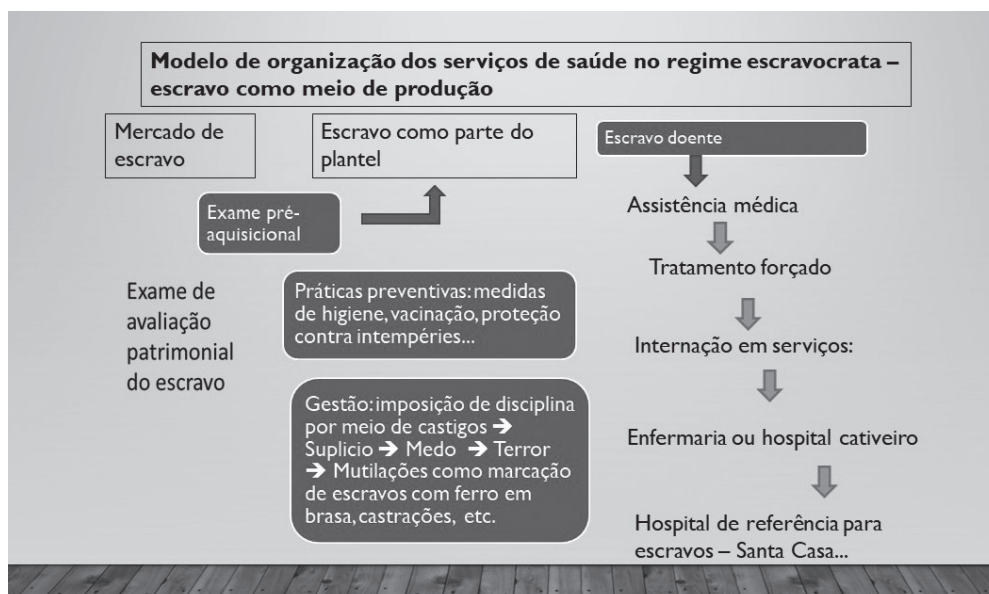 Modelo de organização dos serviços de saúde no regime escravocrata –
escravo como meio de produção
Mercado de
escravo
Exame pré-
aquisicional
Exame de
avaliação
patrimonial
do escravo
Escravo como parte do
plantel
Práticas preventivas: medidas
de higiene, vacinação, proteção
contra intempéries...
Gestão: imposição de disciplina
por meio de castigos ➔
Suplicio ➔ Medo ➔ Terror
➔ Mutilações como marcação
de escravos com ferro em
brasa, castrações, etc.
Escravo doente
Assistência médica
Tratamento forçado
Internação em serviços:
Enfermaria ou hospital cativeiro
Hospital de referência para
escravos – Santa Casa...